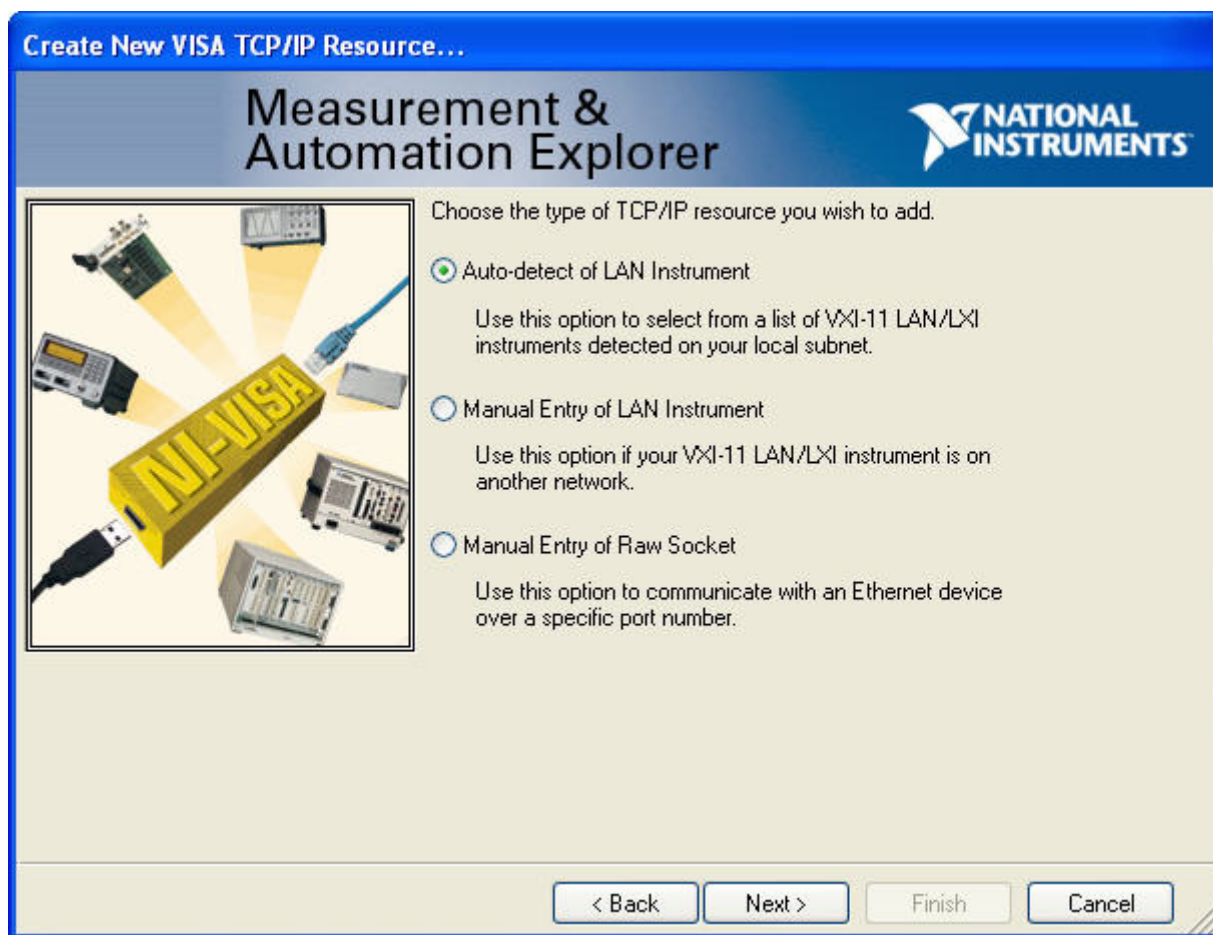 Create New VISA TCP/IP Resource...
Measurement &
Automation Explorer
NATIONAL
INSTRUMENTS
NI-VISA
Choose the type of TCP/IP resource you wish to add.
Auto-detect of LAN Instrument
Use this option to select from a list of VXI-11 LAN/LXI
instruments detected on your local subnet.
Manual Entry of LAN Instrument
Use this option if your VXI-11 LAN/LXI instrument is on
another network.
Manual Entry of Raw Socket
Use this option to communicate with an Ethernet device
over a specific port number.
< Back
Next >
Finish
Cancel